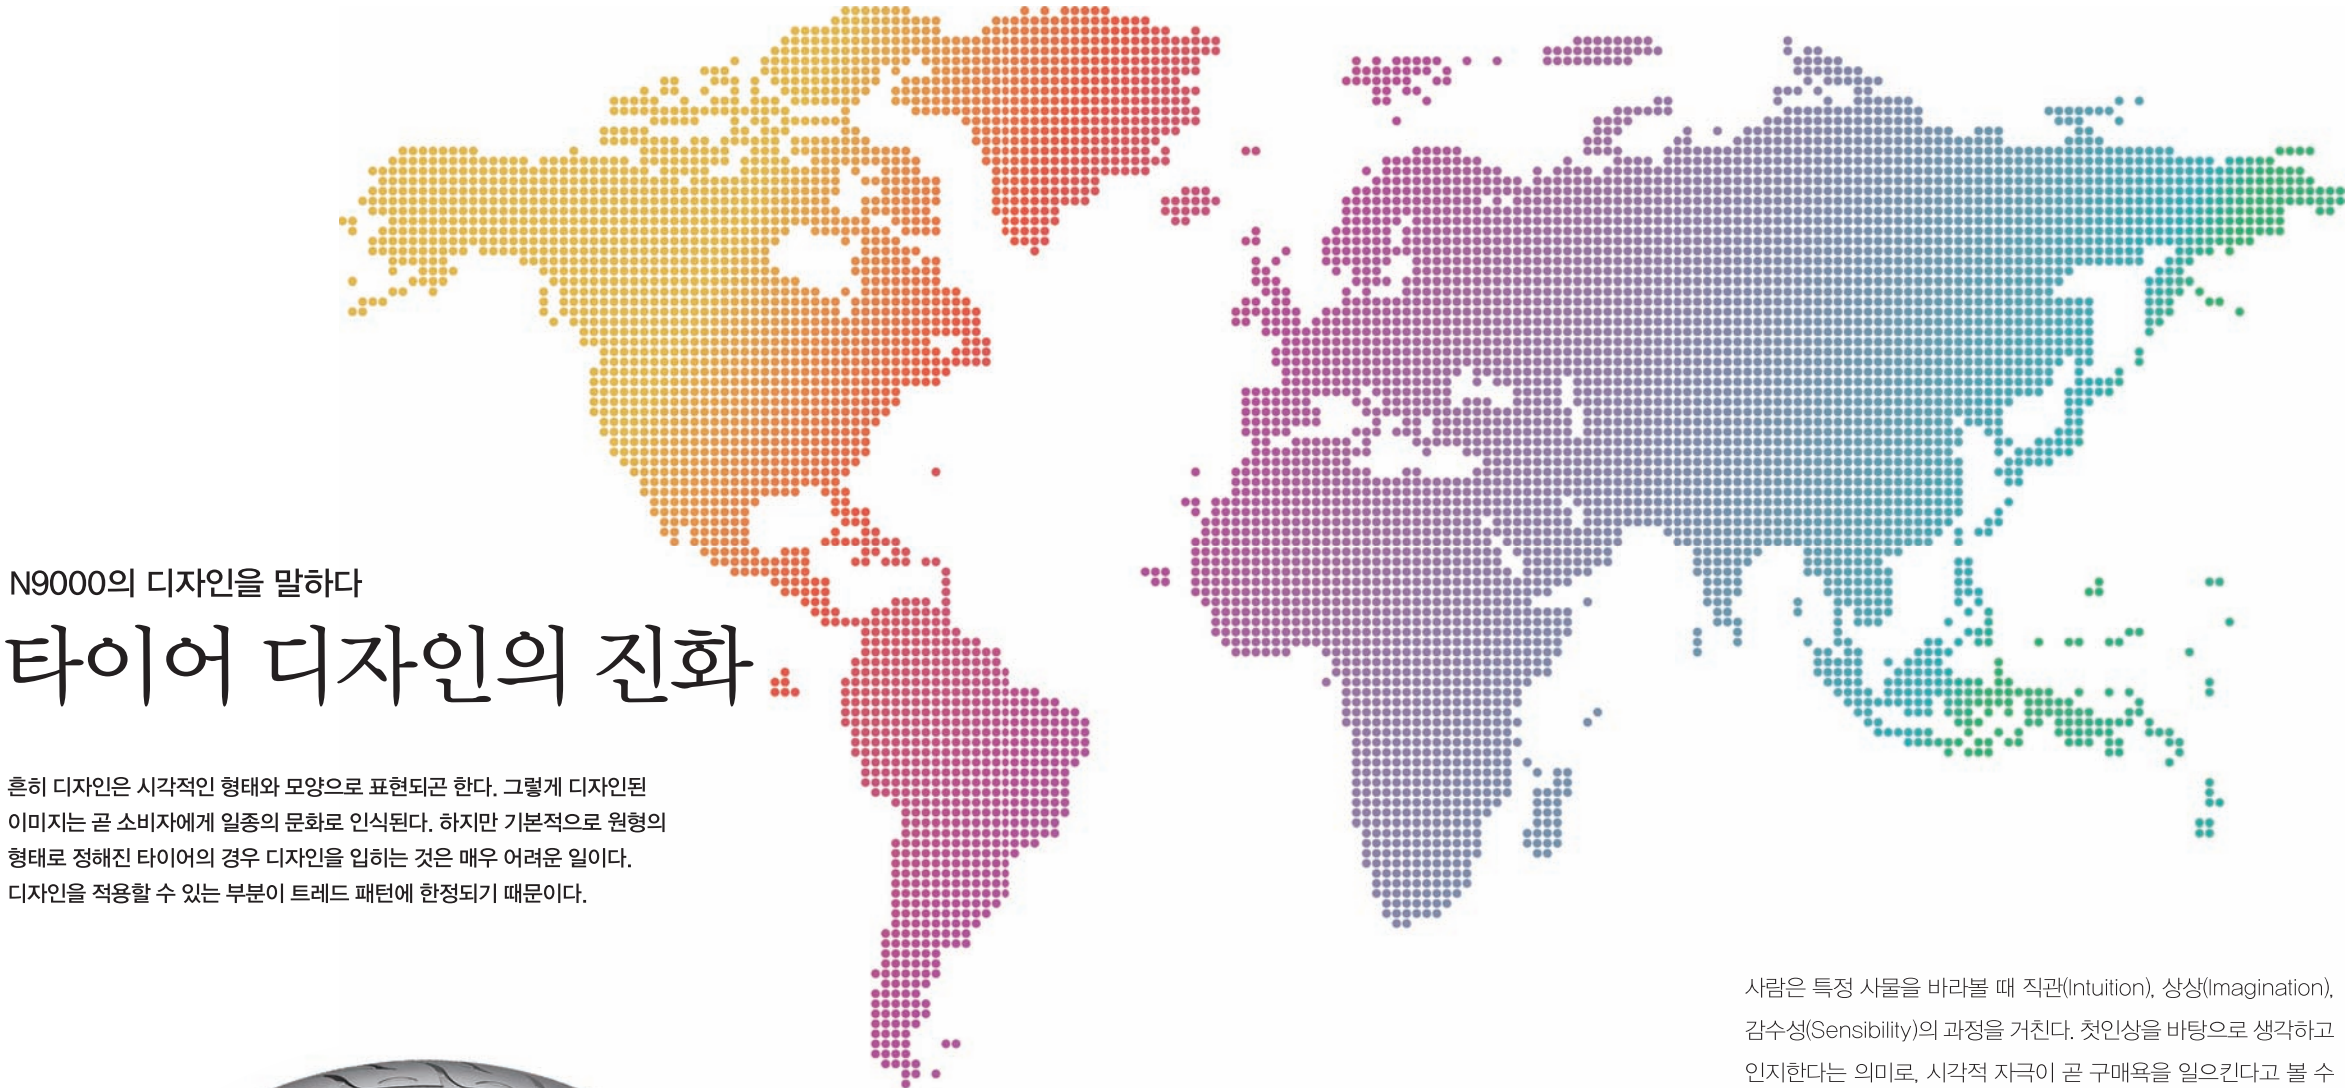 N9000의 디자인을 말하다
타이어 디자인의 진화
흔히 디자인은 시각적인 형태와 모양으로 표현되곤 한다. 그렇게 디자인된
이미지는 곧 소비자에게 일종의 문화로 인식된다. 하지만 기본적으로 원형의
형태로 정해진 타이어의 경우 디자인을 입히는 것은 매우 어려운 일이다.
디자인을 적용할 수 있는 부분이 트레드 패턴에 한정되기 때문이다.
사람은 특정 사물을 바라볼 때 직관(Intuition), 상상(Imagination),
감수성(Sensibility)의 과정을 거친다. 첫인상을 바탕으로 생각하고
인지한다는 의미로, 시각적 자극이 곧 구매욕을 일으킨다고 볼 수